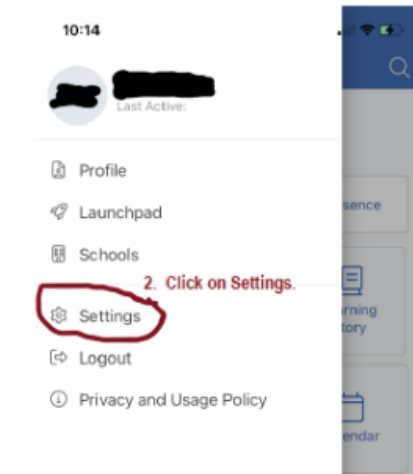 10:14
Last Active:
Profile
Launchpad
sence
Schools
2. Click on Settings.
Settings
rning
tory
Logout
Privacy and Usage Policy
endar